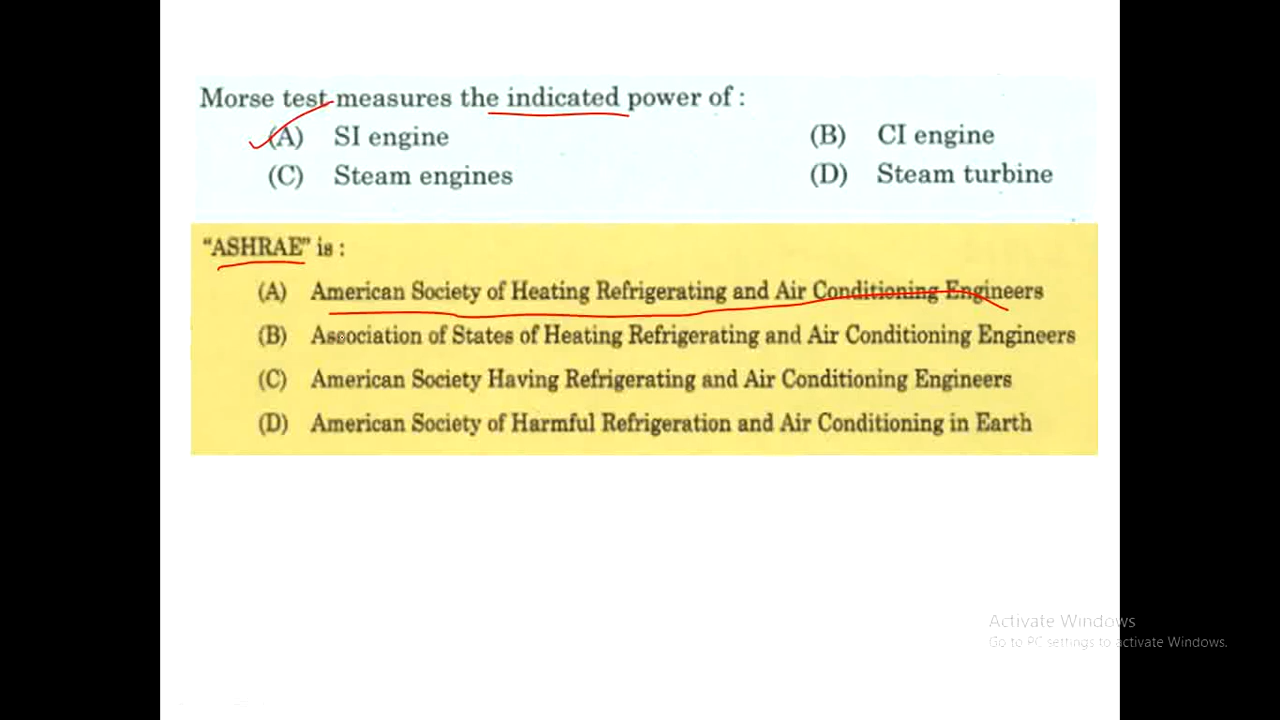 Morse test measures the indicated power of :
(A) SI engine (B) CI engine
(C) Steam engines (D) Steam turbine
“ASHRAE” is :
(A) American Society of Heating Refrigerating and Air Conditioning Engineers
(B) Association of States of Heating Refrigerating and Air Conditioning Engineers
(C) American Society Having Refrigerating and Air Conditioning Engineers
(D) American Society of Harmful Refrigeration and Air Conditioning in Earth
Activate Windows
Go to PC settings to activate Windows.